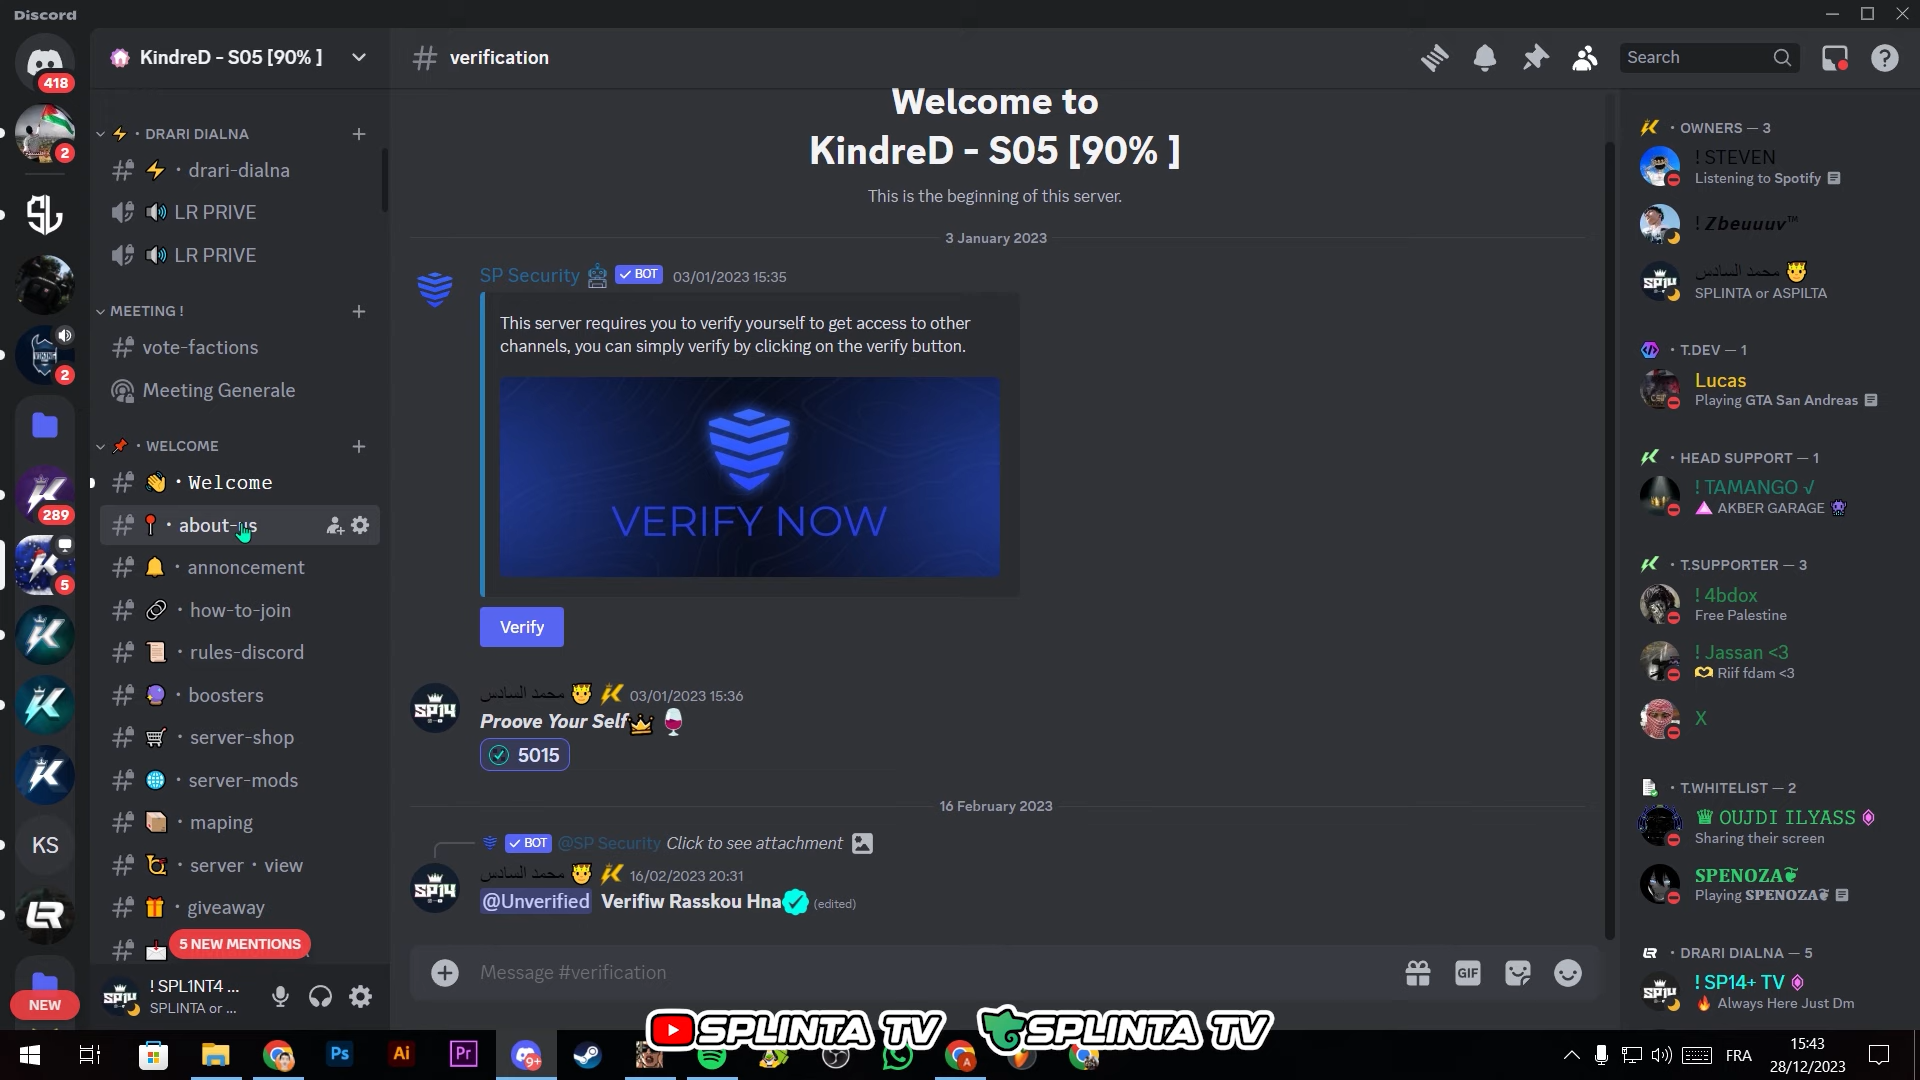 Discord
418
2
2
289
5
KS
NEW
KindreD - S05 [90% ]
DRARI DIALNA
drari-dialna
LR PRIVE
LR PRIVE
MEETING !
vote-factions
Meeting Generale
WELCOME
Welcome
about-us
annoncement
how-to-join
rules-discord
boosters
server-shop
server-mods
maping
server・view
giveaway
5 NEW MENTIONS
! SPL1NT4 ...
SPLINTA or ...
verification
Search
Welcome to
KindreD - S05 [90% ]
This is the beginning of this server.
3 January 2023
SP Security BOT 03/01/2023 15:35
This server requires you to verify yourself to get access to other
channels, you can simply verify by clicking on the verify button.
VERIFY NOW
Verify
محمد السادس 03/01/2023 15:36
Proove Your Self
5015
16 February 2023
BOT @SP Security Click to see attachment
محمد السادس 16/02/2023 20:31
@Unverified Verifiw Rasskou Hna (edited)
Message #verification
GIF
OWNERS — 3
! STEVEN
Listening to Spotify
! Zbeuuuv™
محمد السادس
SPLINTA or ASPILTA
T.DEV — 1
Lucas
Playing GTA San Andreas
HEAD SUPPORT — 1
! TAMANGO √
AKBER GARAGE
T.SUPPORTER — 3
! 4bdox
Free Palestine
! Jassan <3
Riif fdam <3
X
T.WHITELIST — 2
♛ OUJDI ILYASS
Sharing their screen
SPENOZA❦
Playing SPENOZA❦
DRARI DIALNA — 5
! SP14+ TV
Always Here Just Dm
SPLINTA TV
SPLINTA TV
Ps
Ai
Pr
9+
FRA
15:43
28/12/2023